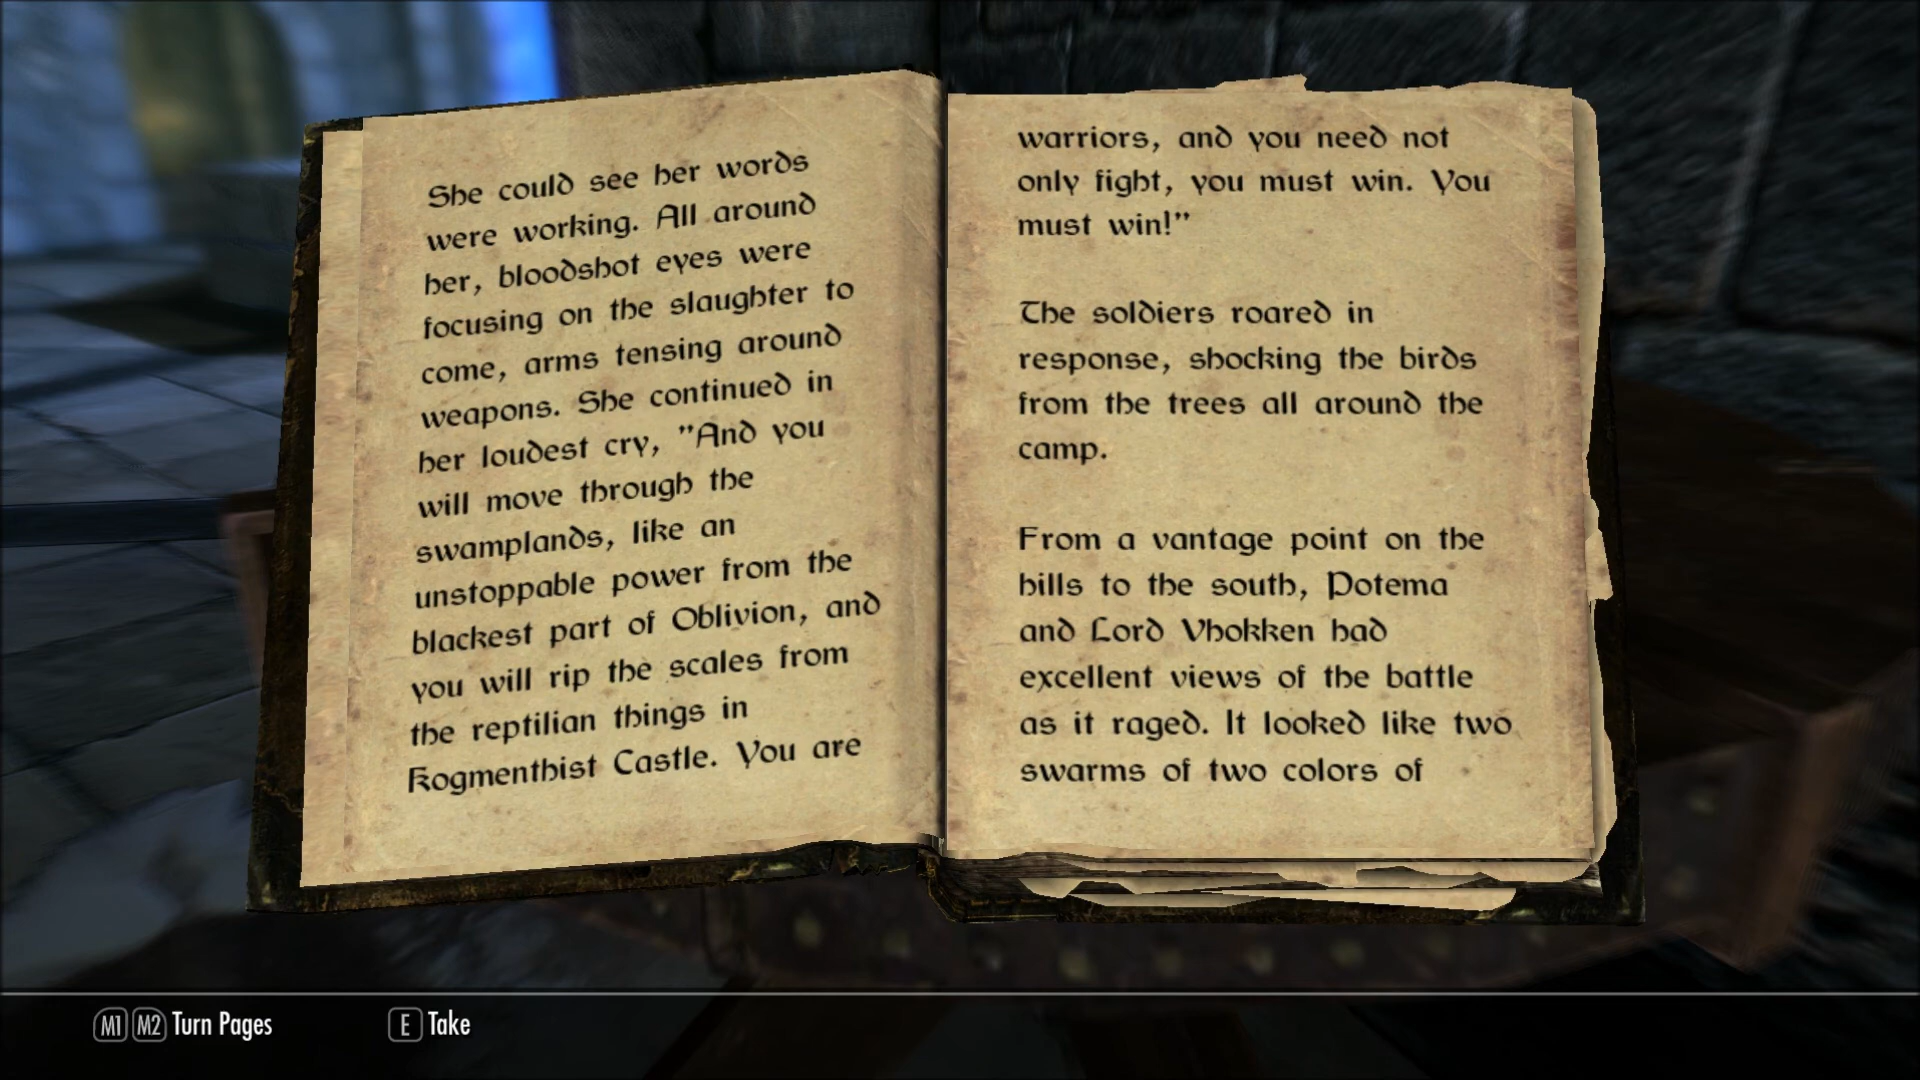 She could see her words
were working. All around
her, bloodshot eyes were
focusing on the slaughter to
come, arms tensing around
weapons. She continued in
her loudest cry, "And you
will move through the
swamplands, like an
unstoppable power from the
blackest part of Oblivion, and
you will rip the scales from
the reptilian things in
Kogmenthist Castle. You are
warriors, and you need not
only fight, you must win. You
must win!"
The soldiers roared in
response, shocking the birds
from the trees all around the
camp.
From a vantage point on the
hills to the south, Potema
and Lord Vhokken had
excellent views of the battle
as it raged. It looked like two
swarms of two colors of
M1 M2 Turn Pages
E Take